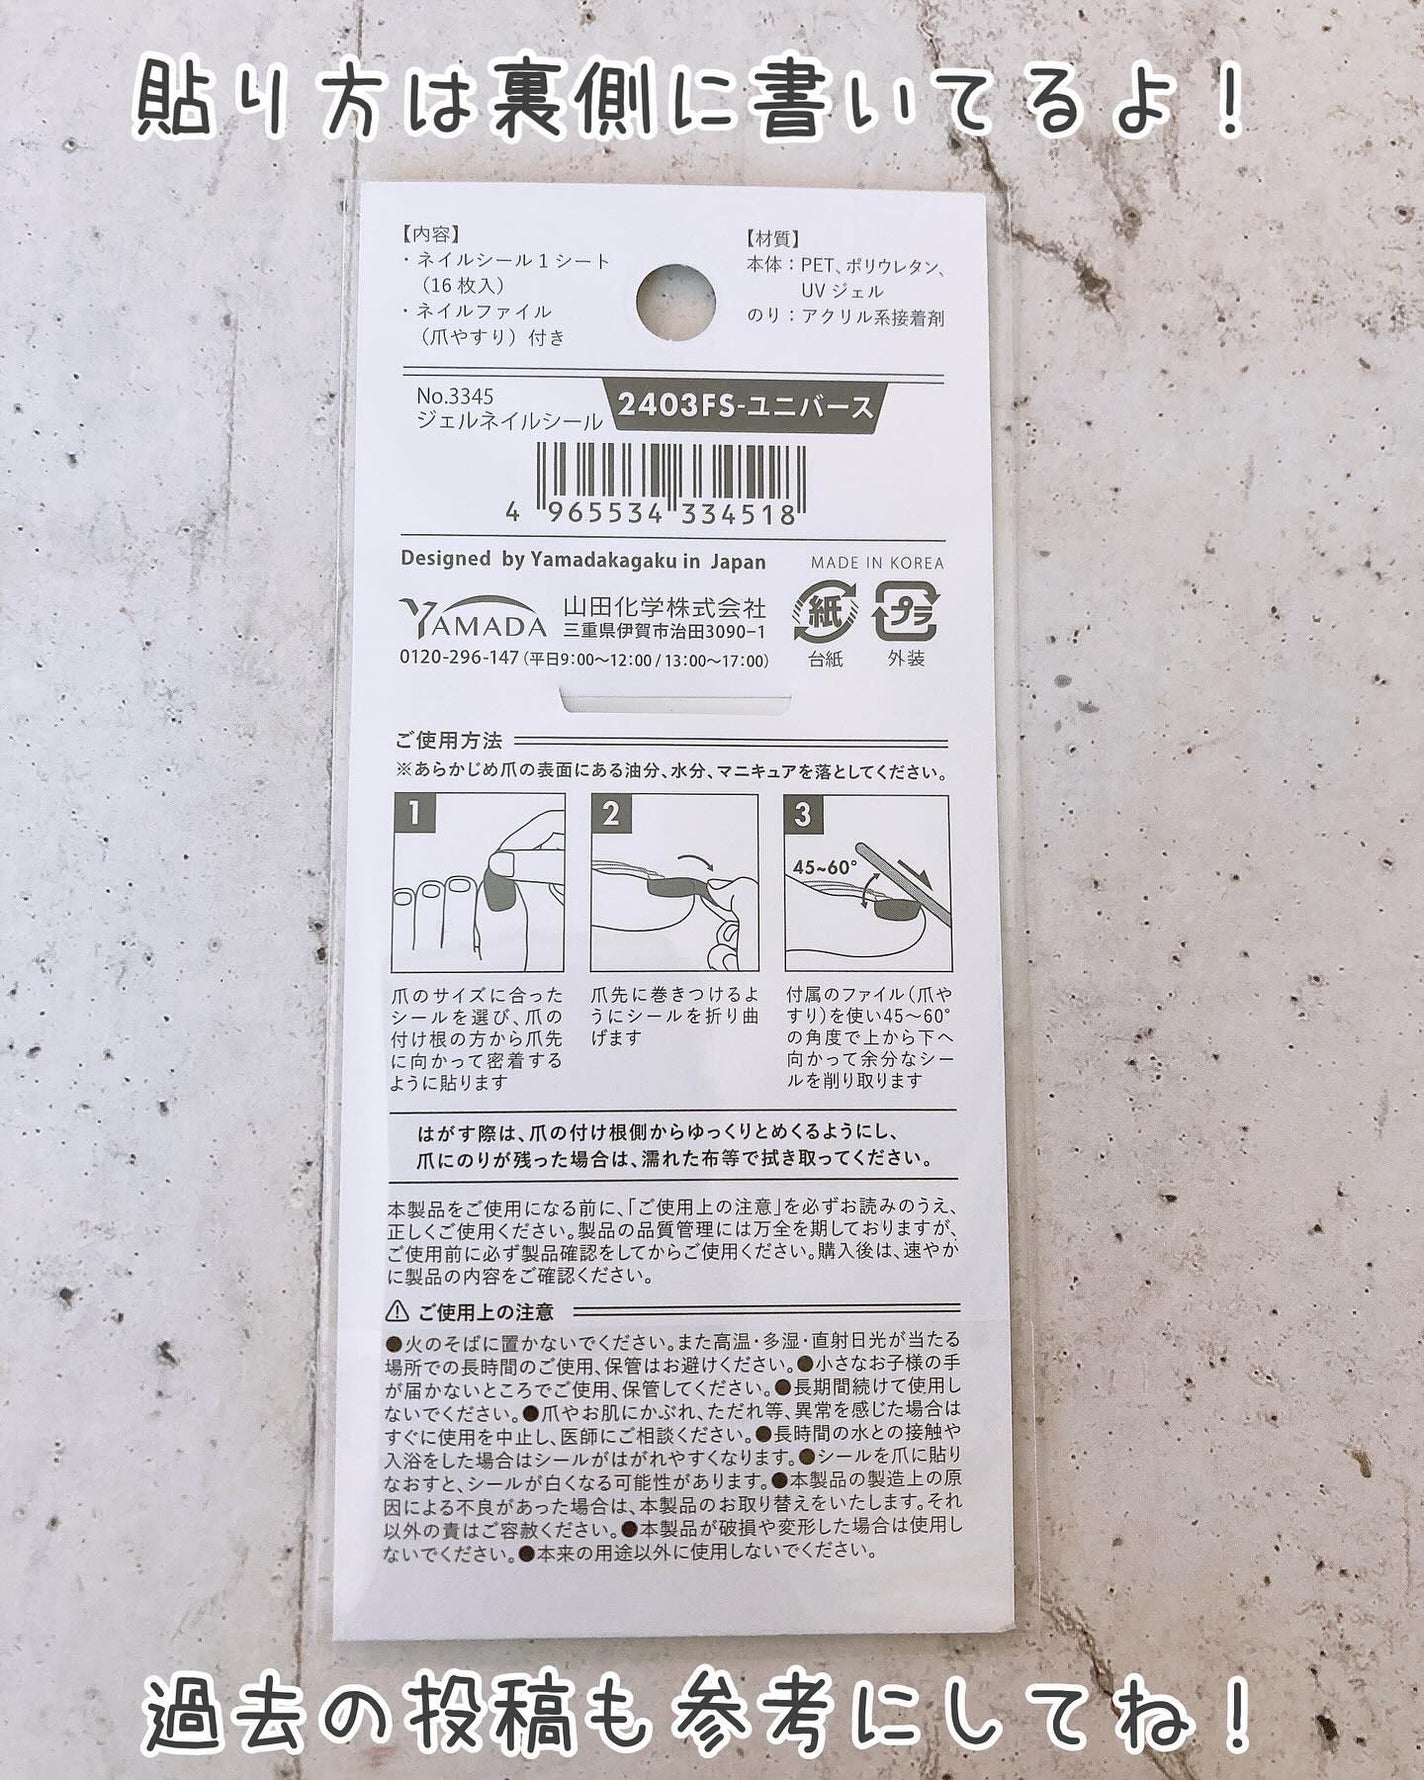 貼り方は裏側に書いてるよ！
【内容】
・ネイルシール1シート
（16枚入）
・ネイルファイル
（爪やすり）付き
【材質】
本体：PET、ポリウレタン、
UVジェル
のり：アクリル系接着剤
No.3345
ジェルネイルシール
2403FS-ユニバース
4 965534 334518
Designed by Yamadakagaku in Japan
MADE IN KOREA
YAMADA
山田化学株式会社
三重県伊賀市治田3090-1
0120-296-147（平日9:00〜12:00 / 13:00〜17:00）
紙
台紙
プラ
外装
ご使用方法
※あらかじめ爪の表面にある油分、水分、マニキュアを落としてください。
1
爪のサイズに合った
シールを選び、爪の
付け根の方から爪先
に向かって密着する
ように貼ります
2
爪先に巻きつけるよ
うにシールを折り曲
げます
3
45~60°
付属のファイル（爪や
すり）を使い45〜60°
の角度で上から下へ
向かって余分なシー
ルを削り取ります
はがす際は、爪の付け根側からゆっくりとめくるようにし、
爪にのりが残った場合は、濡れた布等で拭き取ってください。
本製品をご使用になる前に、「ご使用上の注意」を必ずお読みのうえ、
正しくご使用ください。製品の品質管理には万全を期しておりますが、
ご使用前に必ず製品確認をしてからご使用ください。購入後は、速やか
に製品の内容をご確認ください。
⚠ ご使用上の注意
●火のそばに置かないでください。また高温・多湿・直射日光が当たる
場所での長時間のご使用、保管はお避けください。●小さなお子様の手
が届かないところでご使用、保管してください。●長期間続けて使用し
ないでください。●爪やお肌にかぶれ、ただれ等、異常を感じた場合は
すぐに使用を中止し、医師にご相談ください。●長時間の水との接触や
入浴をした場合はシールがはがれやすくなります。●シールを爪に貼り
なおすと、シールが白くなる可能性があります。●本製品の製造上の原
因による不良があった場合は、本製品のお取り替えをいたします。それ
以外の責はご容赦ください。●本製品が破損や変形した場合は使用し
ないでください。●本来の用途以外に使用しないでください。
過去の投稿も参考にしてね！